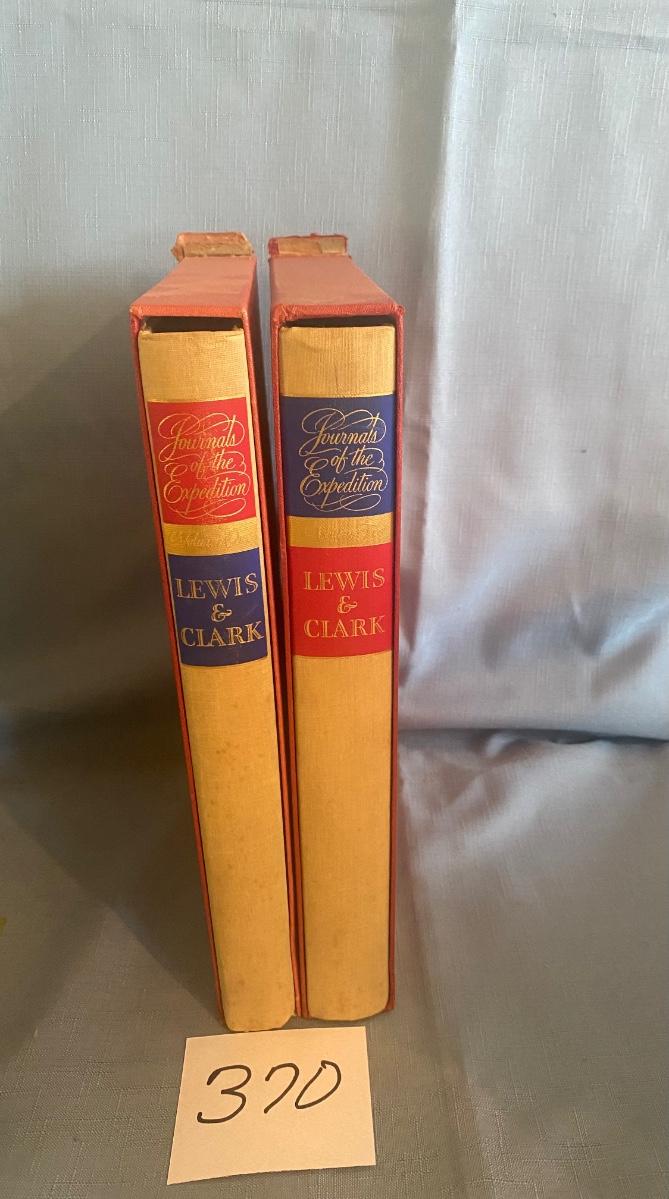 Journals
of the
Expedition
LEWIS
&
CLARK
Journals
of the
Expedition
LEWIS
&
CLARK
370